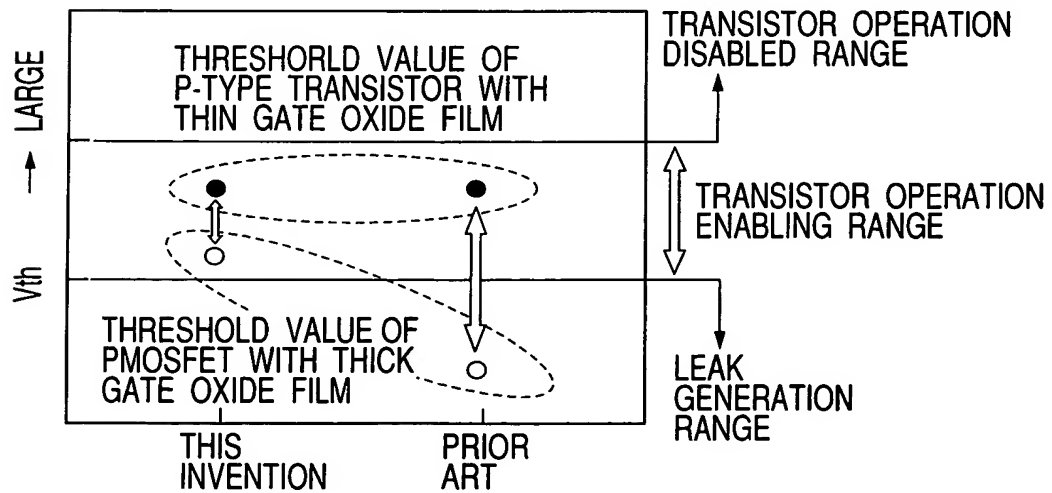 THRESHORLD VALUE OF
P-TYPE TRANSISTOR WITH
THIN GATE OXIDE FILM
TRANSISTOR OPERATION
DISABLED RANGE
Vth → LARGE
TRANSISTOR OPERATION
ENABLING RANGE
THRESHOLD VALUE OF
PMOSFET WITH THICK
GATE OXIDE FILM
LEAK
GENERATION
RANGE
THIS
INVENTION
PRIOR
ART